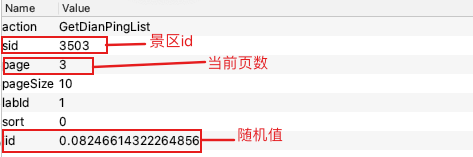 Name Value
action GetDianPingList
sid 3503 景区id
page 3 当前页数
pageSize 10
labId 1
sort 0
iid 0.08246614322264856 随机值